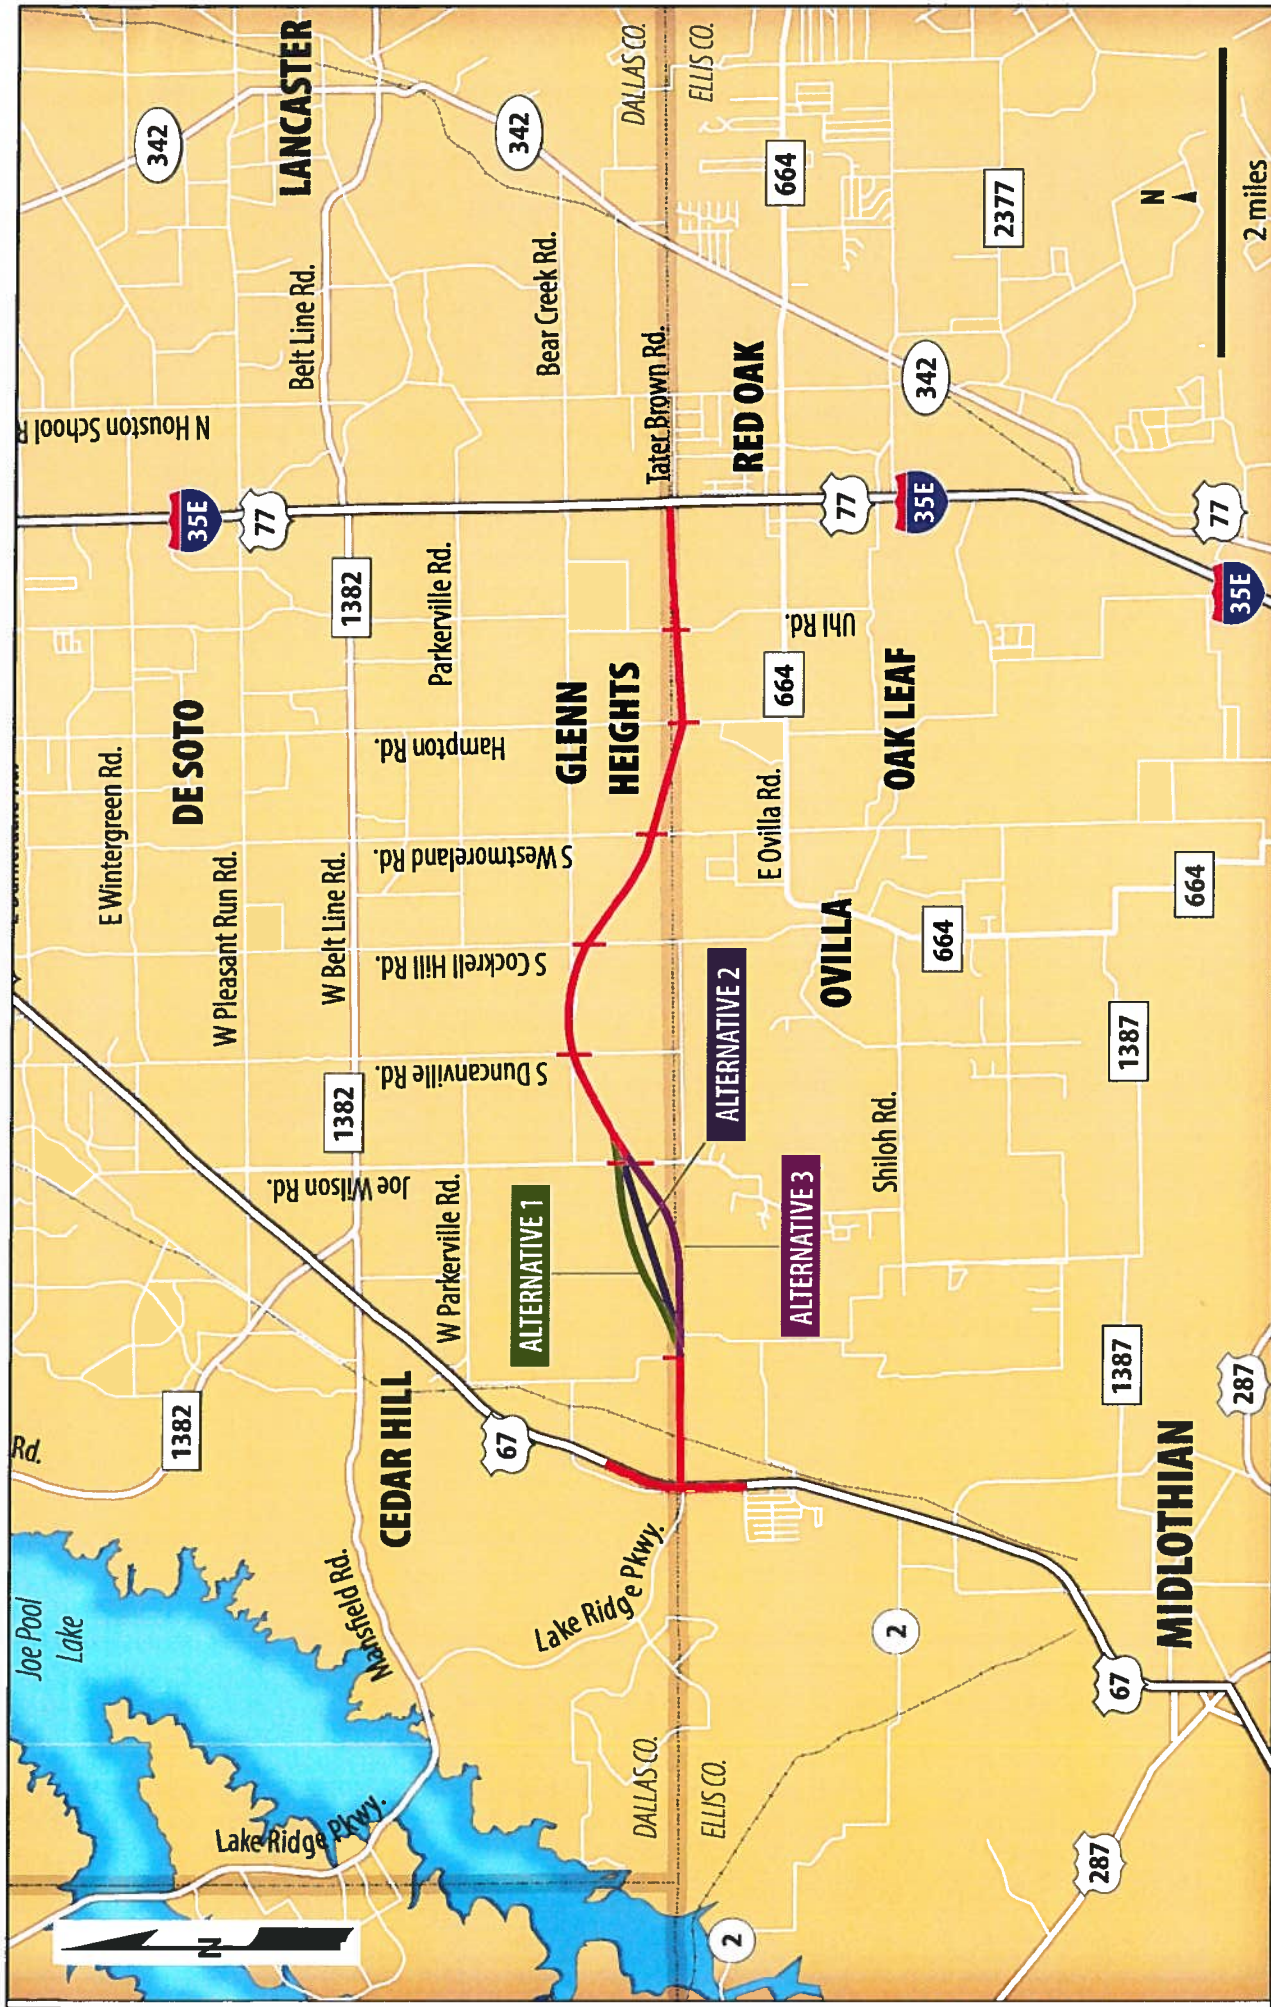 Joe Pool
Lake
Rd.
1382
E Wintergreen Rd.
DE SOTO
35E
342
N Houston School R
N
Lake Ridge Pkwy.
W Pleasant Run Rd.
77
Joe Wilson Rd.
Mansfield Rd.
1382
W Belt Line Rd.
1382
Belt Line Rd.
LANCASTER
CEDAR HILL
67
W Parkerville Rd.
S Duncanville Rd.
S Cockrell Hill Rd.
S Westmoreland Rd.
Hampton Rd.
Parkerville Rd.
Bear Creek Rd.
342
Lake Ridge Pkwy.
ALTERNATIVE 1
GLENN
HEIGHTS
DALLAS CO.
ELLIS CO.
Tater Brown Rd.
DALLAS CO.
ELLIS CO.
2
ALTERNATIVE 2
ALTERNATIVE 3
E Ovilla Rd.
664
Uhl Rd.
RED OAK
664
OVILLA
77
2
Shiloh Rd.
664
OAK LEAF
35E
342
2377
287
67
1387
1387
MIDLOTHIAN
664
77
N
287
35E
2 miles